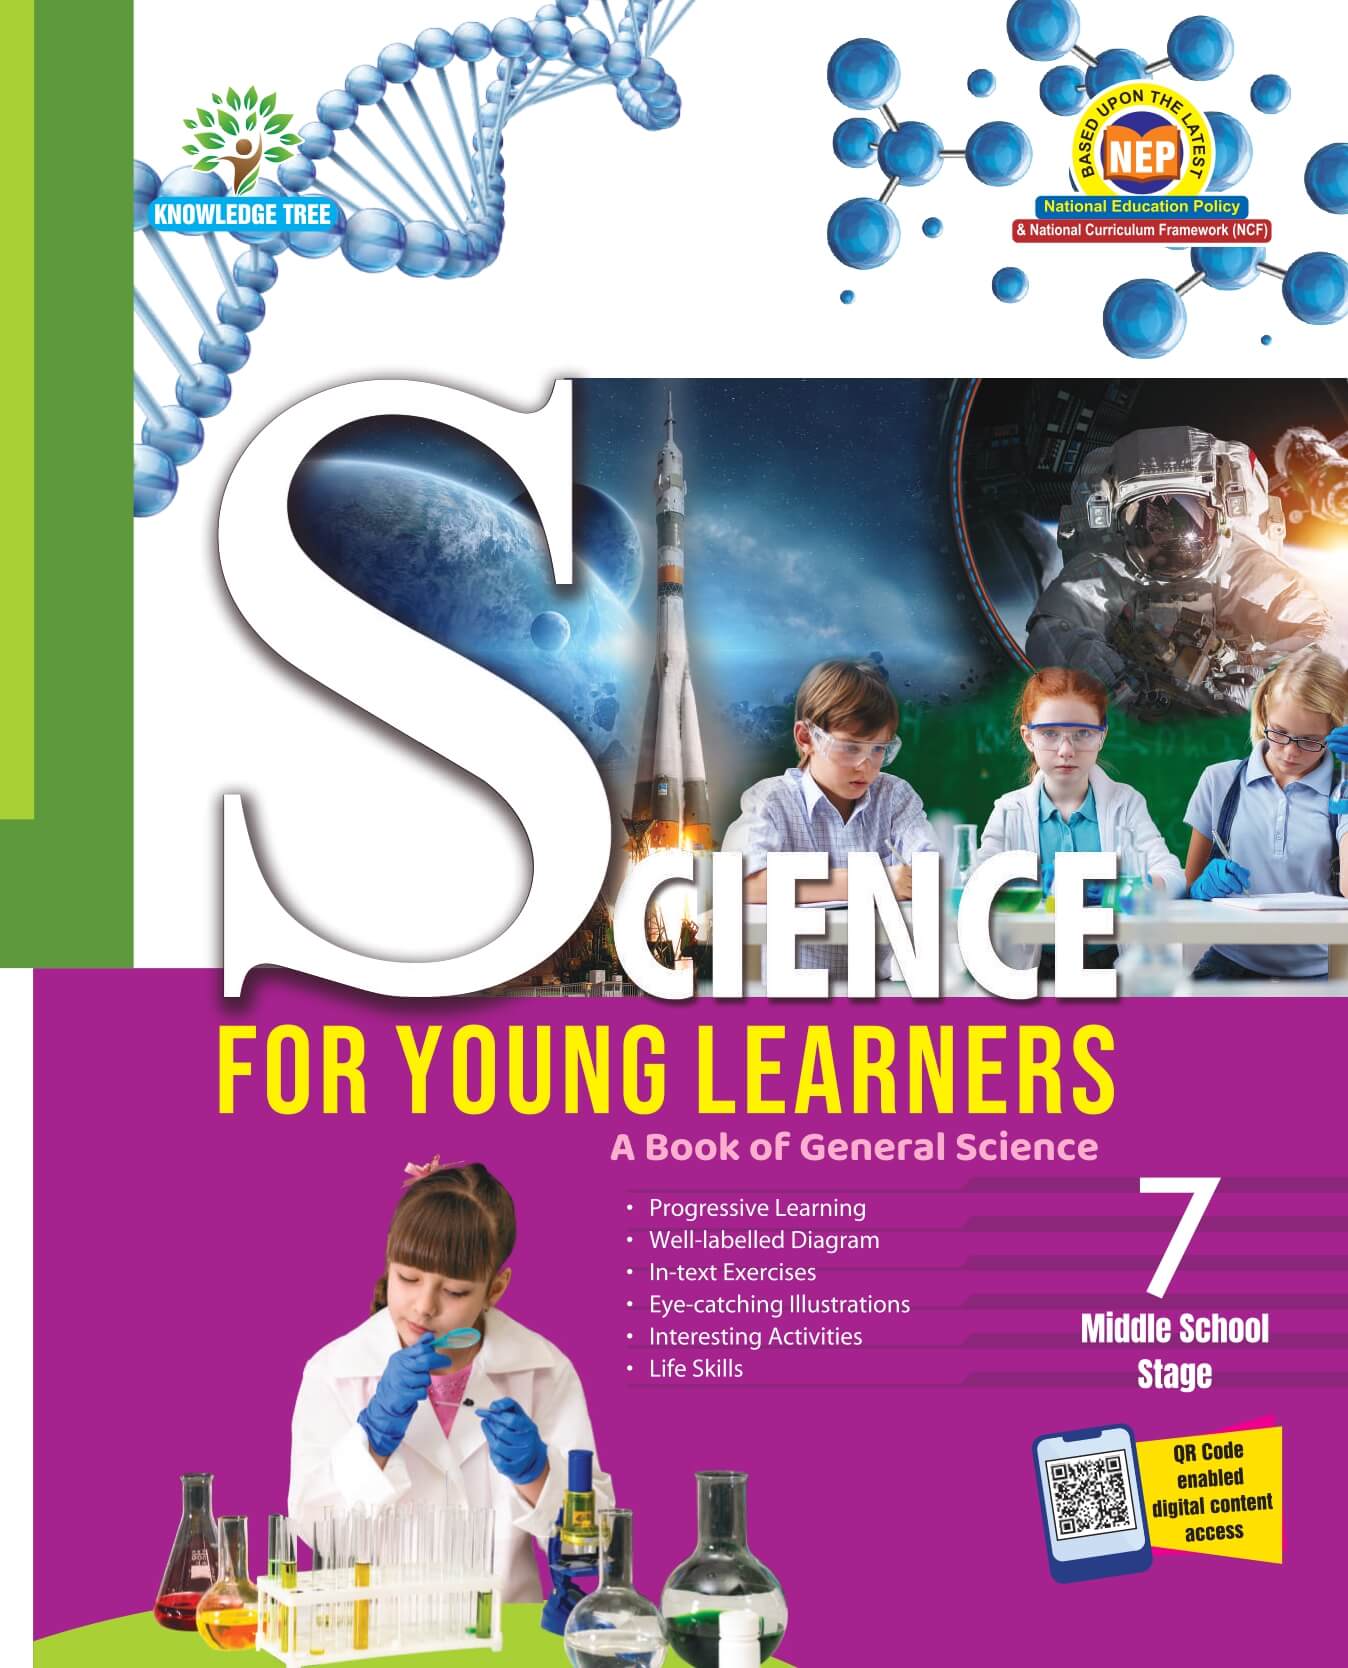 KNOWLEDGE TREE
BASED UPON THE LATEST
NEP
National Education Policy
& National Curriculum Framework (NCF)
SCIENCE
FOR YOUNG LEARNERS
A Book of General Science
• Progressive Learning
• Well-labelled Diagram
• In-text Exercises
• Eye-catching Illustrations
• Interesting Activities
• Life Skills
7
Middle School
Stage
QR Code
enabled
digital content
access